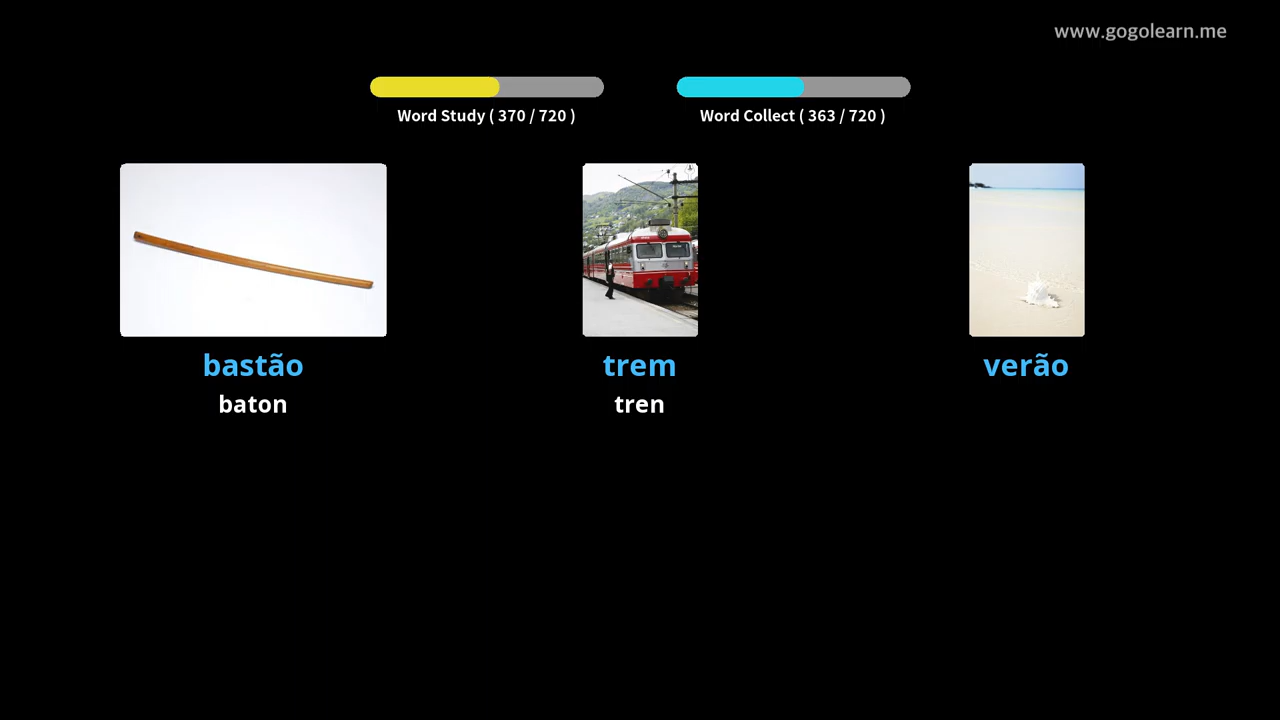 www.gogolearn.me
Word Study ( 370 / 720 )
Word Collect ( 363 / 720 )
bastão
baton
trem
tren
verão